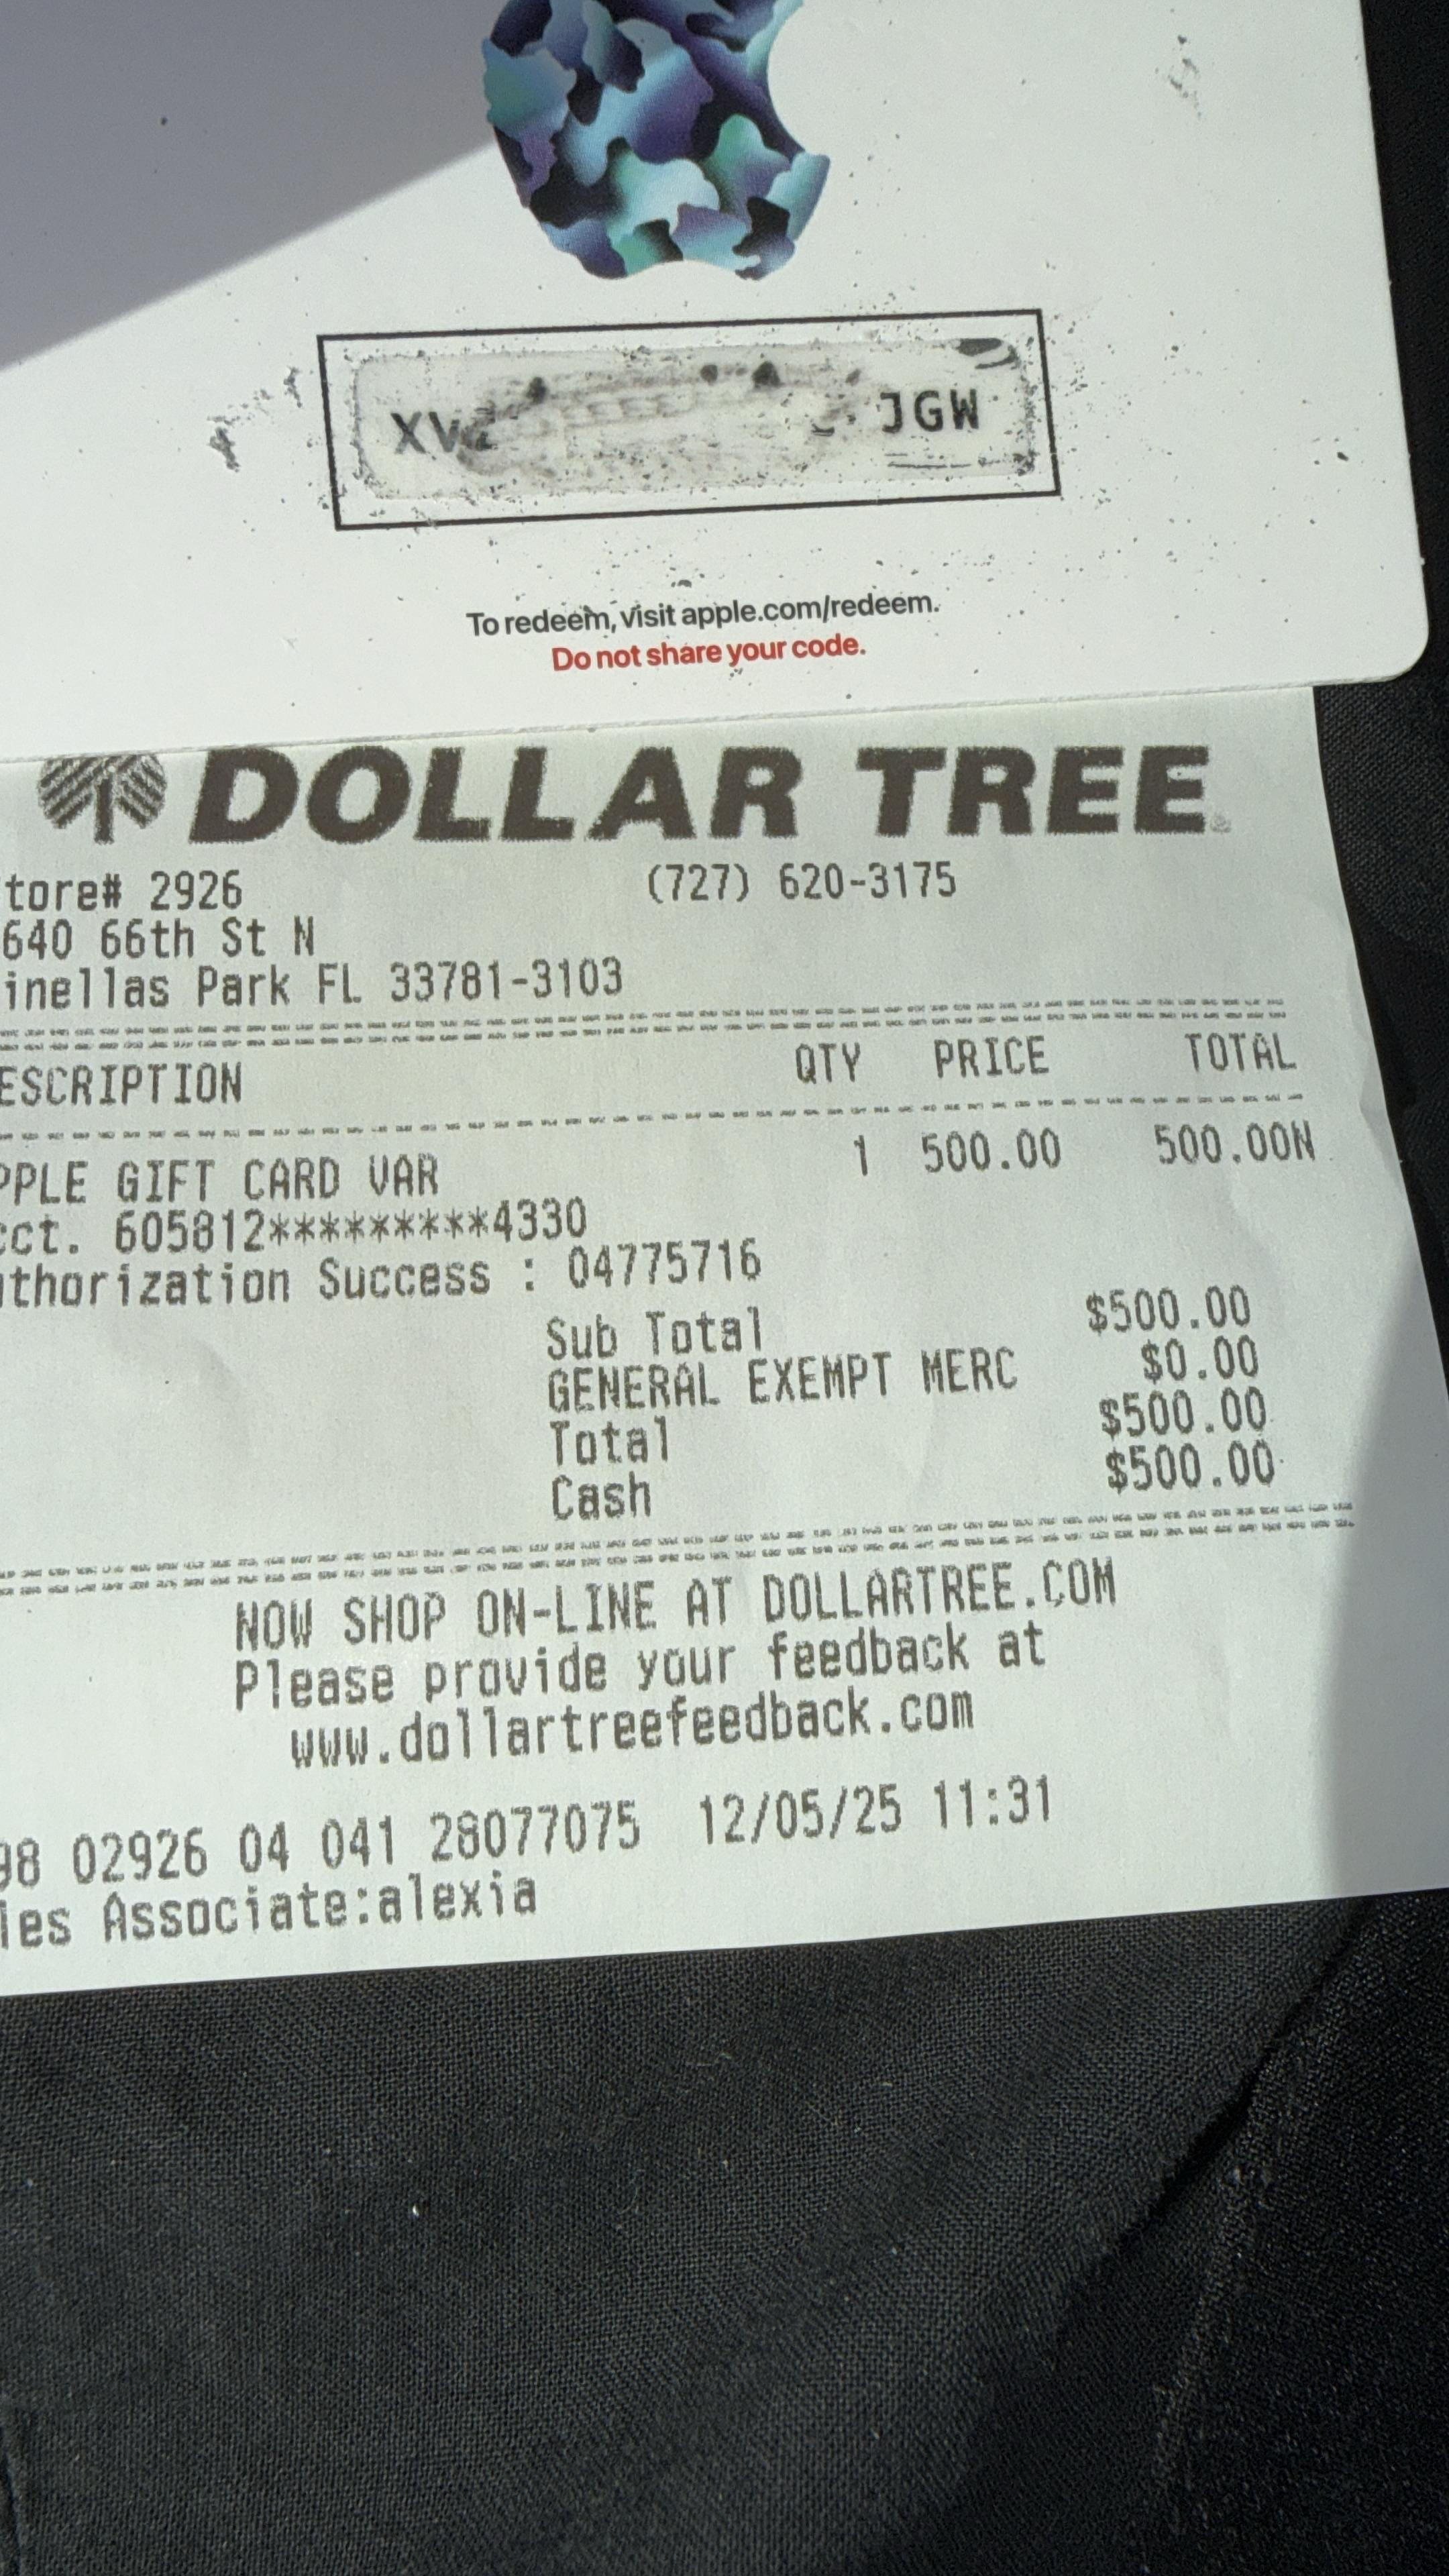 XV JGW
To redeem, visit apple.com/redeem.
Do not share your code.
DOLLAR TREE
tore# 2926 (727) 620-3175
640 66th St N
inellas Park FL 33781-3103
ESCRIPTION QTY PRICE TOTAL
PPLE GIFT CARD VAR 1 500.00 500.00N
cct. 605812*********4330
uthorization Success : 04775716
Sub Total $500.00
GENERAL EXEMPT MERC $0.00
Total $500.00
Cash $500.00
NOW SHOP ON-LINE AT DOLLARTREE.COM
Please provide your feedback at
www.dollartreefeedback.com
98 02926 04 041 28077075 12/05/25 11:31
les Associate:alexia